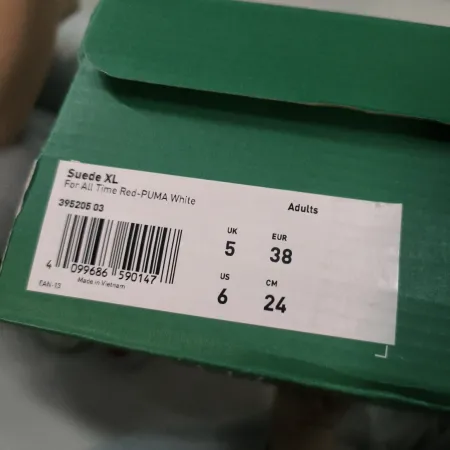 Suede XL
For All Time Red-PUMA White
395205 03
Adults
UK EUR
5 38
US CM
6 24
4 099686 590147
EAN-13 Made in Vietnam